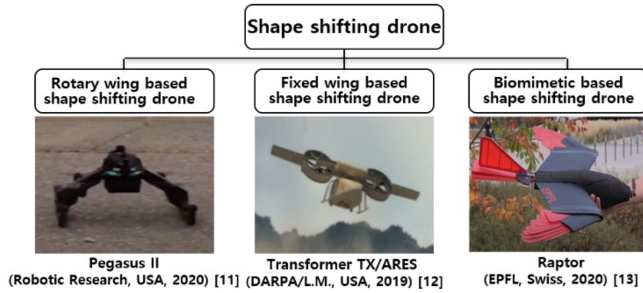 Shape shifting drone
Rotary wing based
shape shifting drone
Fixed wing based
shape shifting drone
Biomimetic based
shape shifting drone
Pegasus II
(Robotic Research, USA, 2020) [11]
Transformer TX/ARES
(DARPA/L.M., USA, 2019) [12]
EPFL
Raptor
(EPFL, Swiss, 2020) [13]